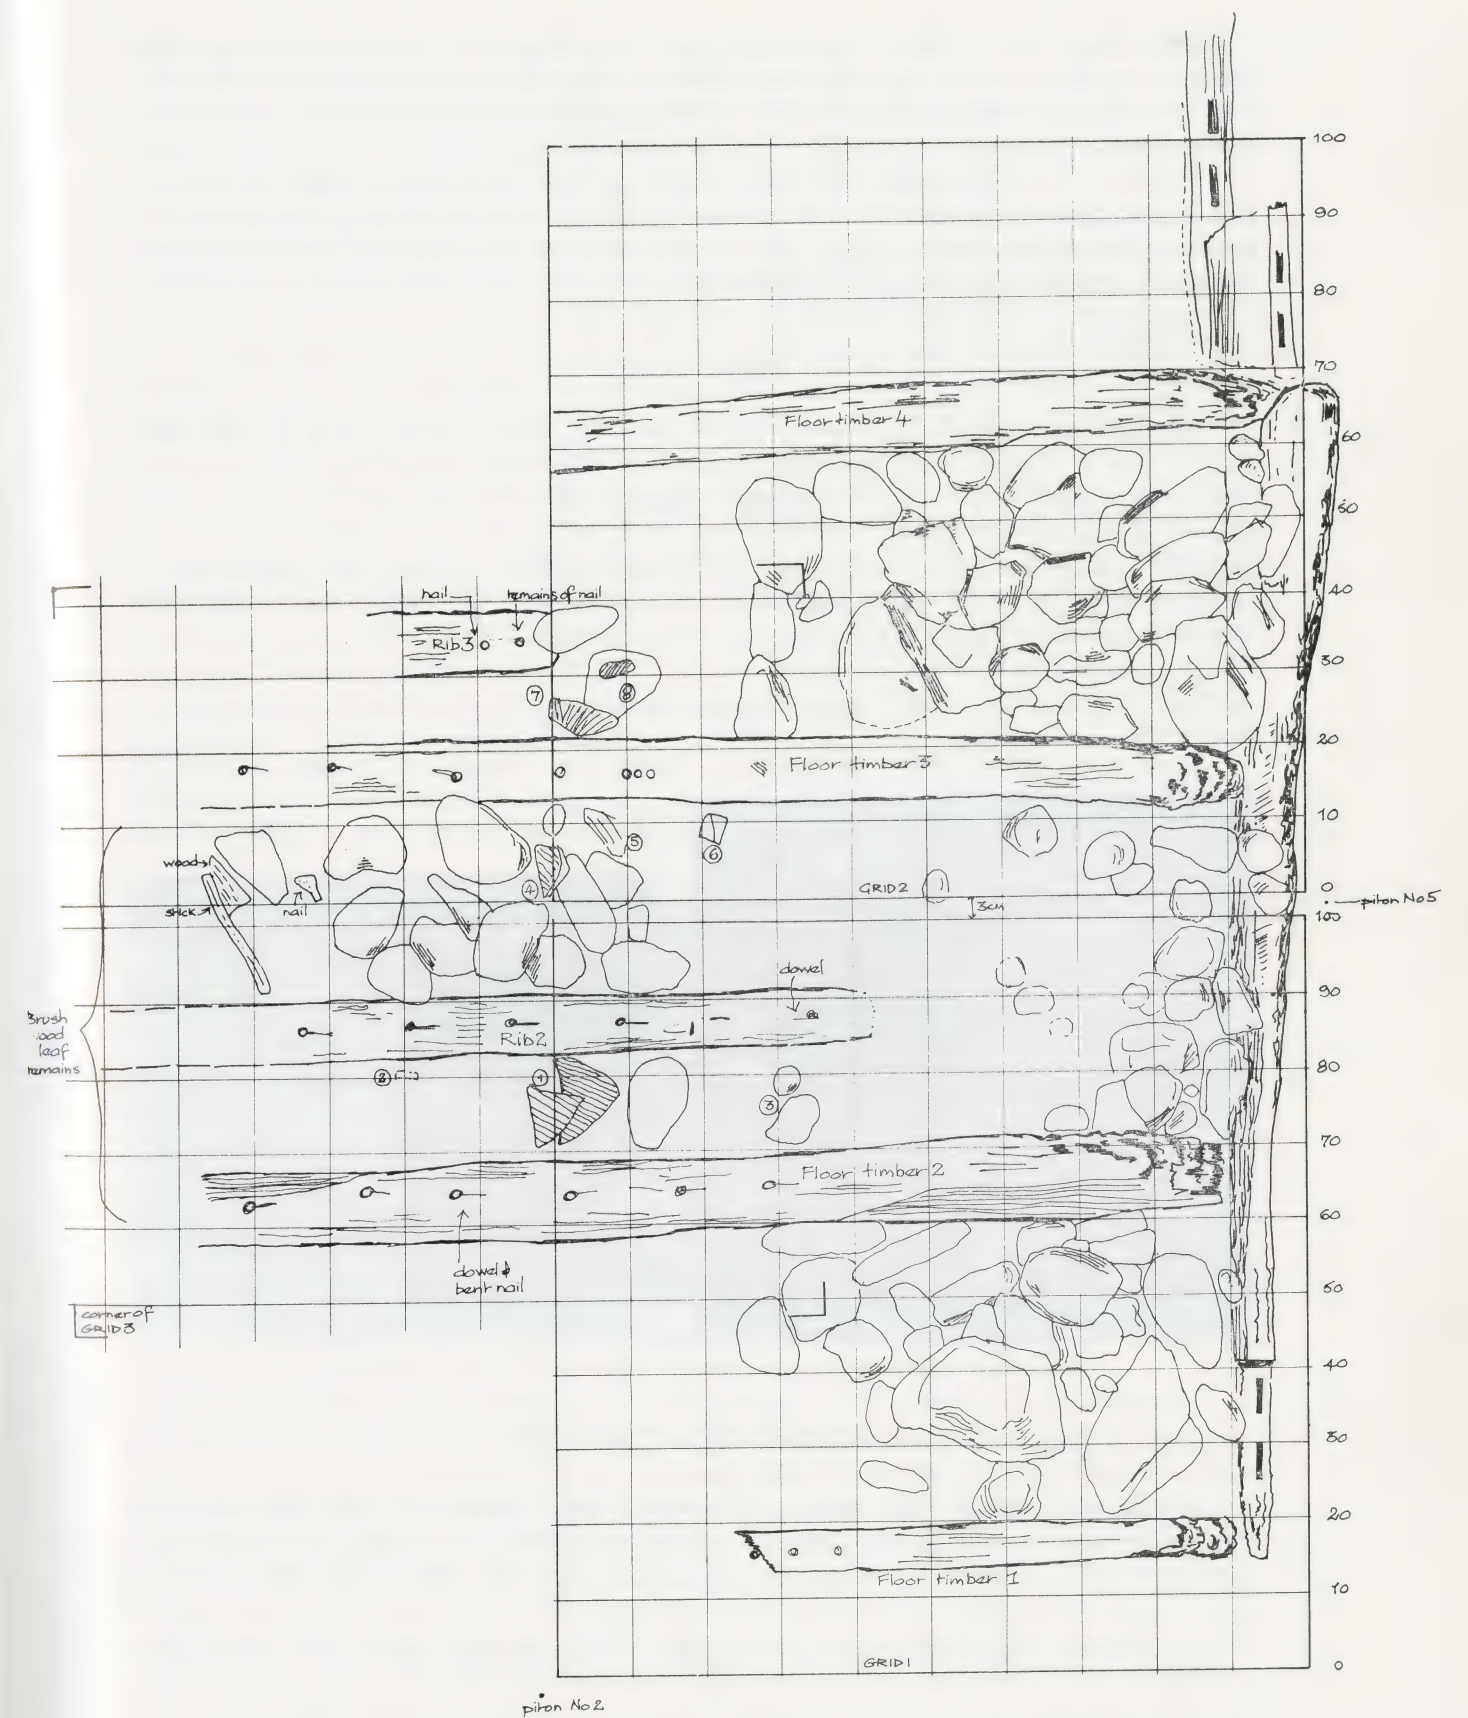 100
90
80
70
Floor timber 4
60
50
40
nail
remains of nail
Rib 3
30
7
8
20
Floor timber 3
10
5
wood
6
4
GRID 2
0
stick
nail
3cm
piton No 5
100
dowel
90
Brush
leaf
remains
Rib 2
80
2
1
3
70
Floor timber 2
60
dowel &
bent nail
50
corner of
GRID 3
40
30
20
Floor timber 1
10
GRID 1
0
piton No 2